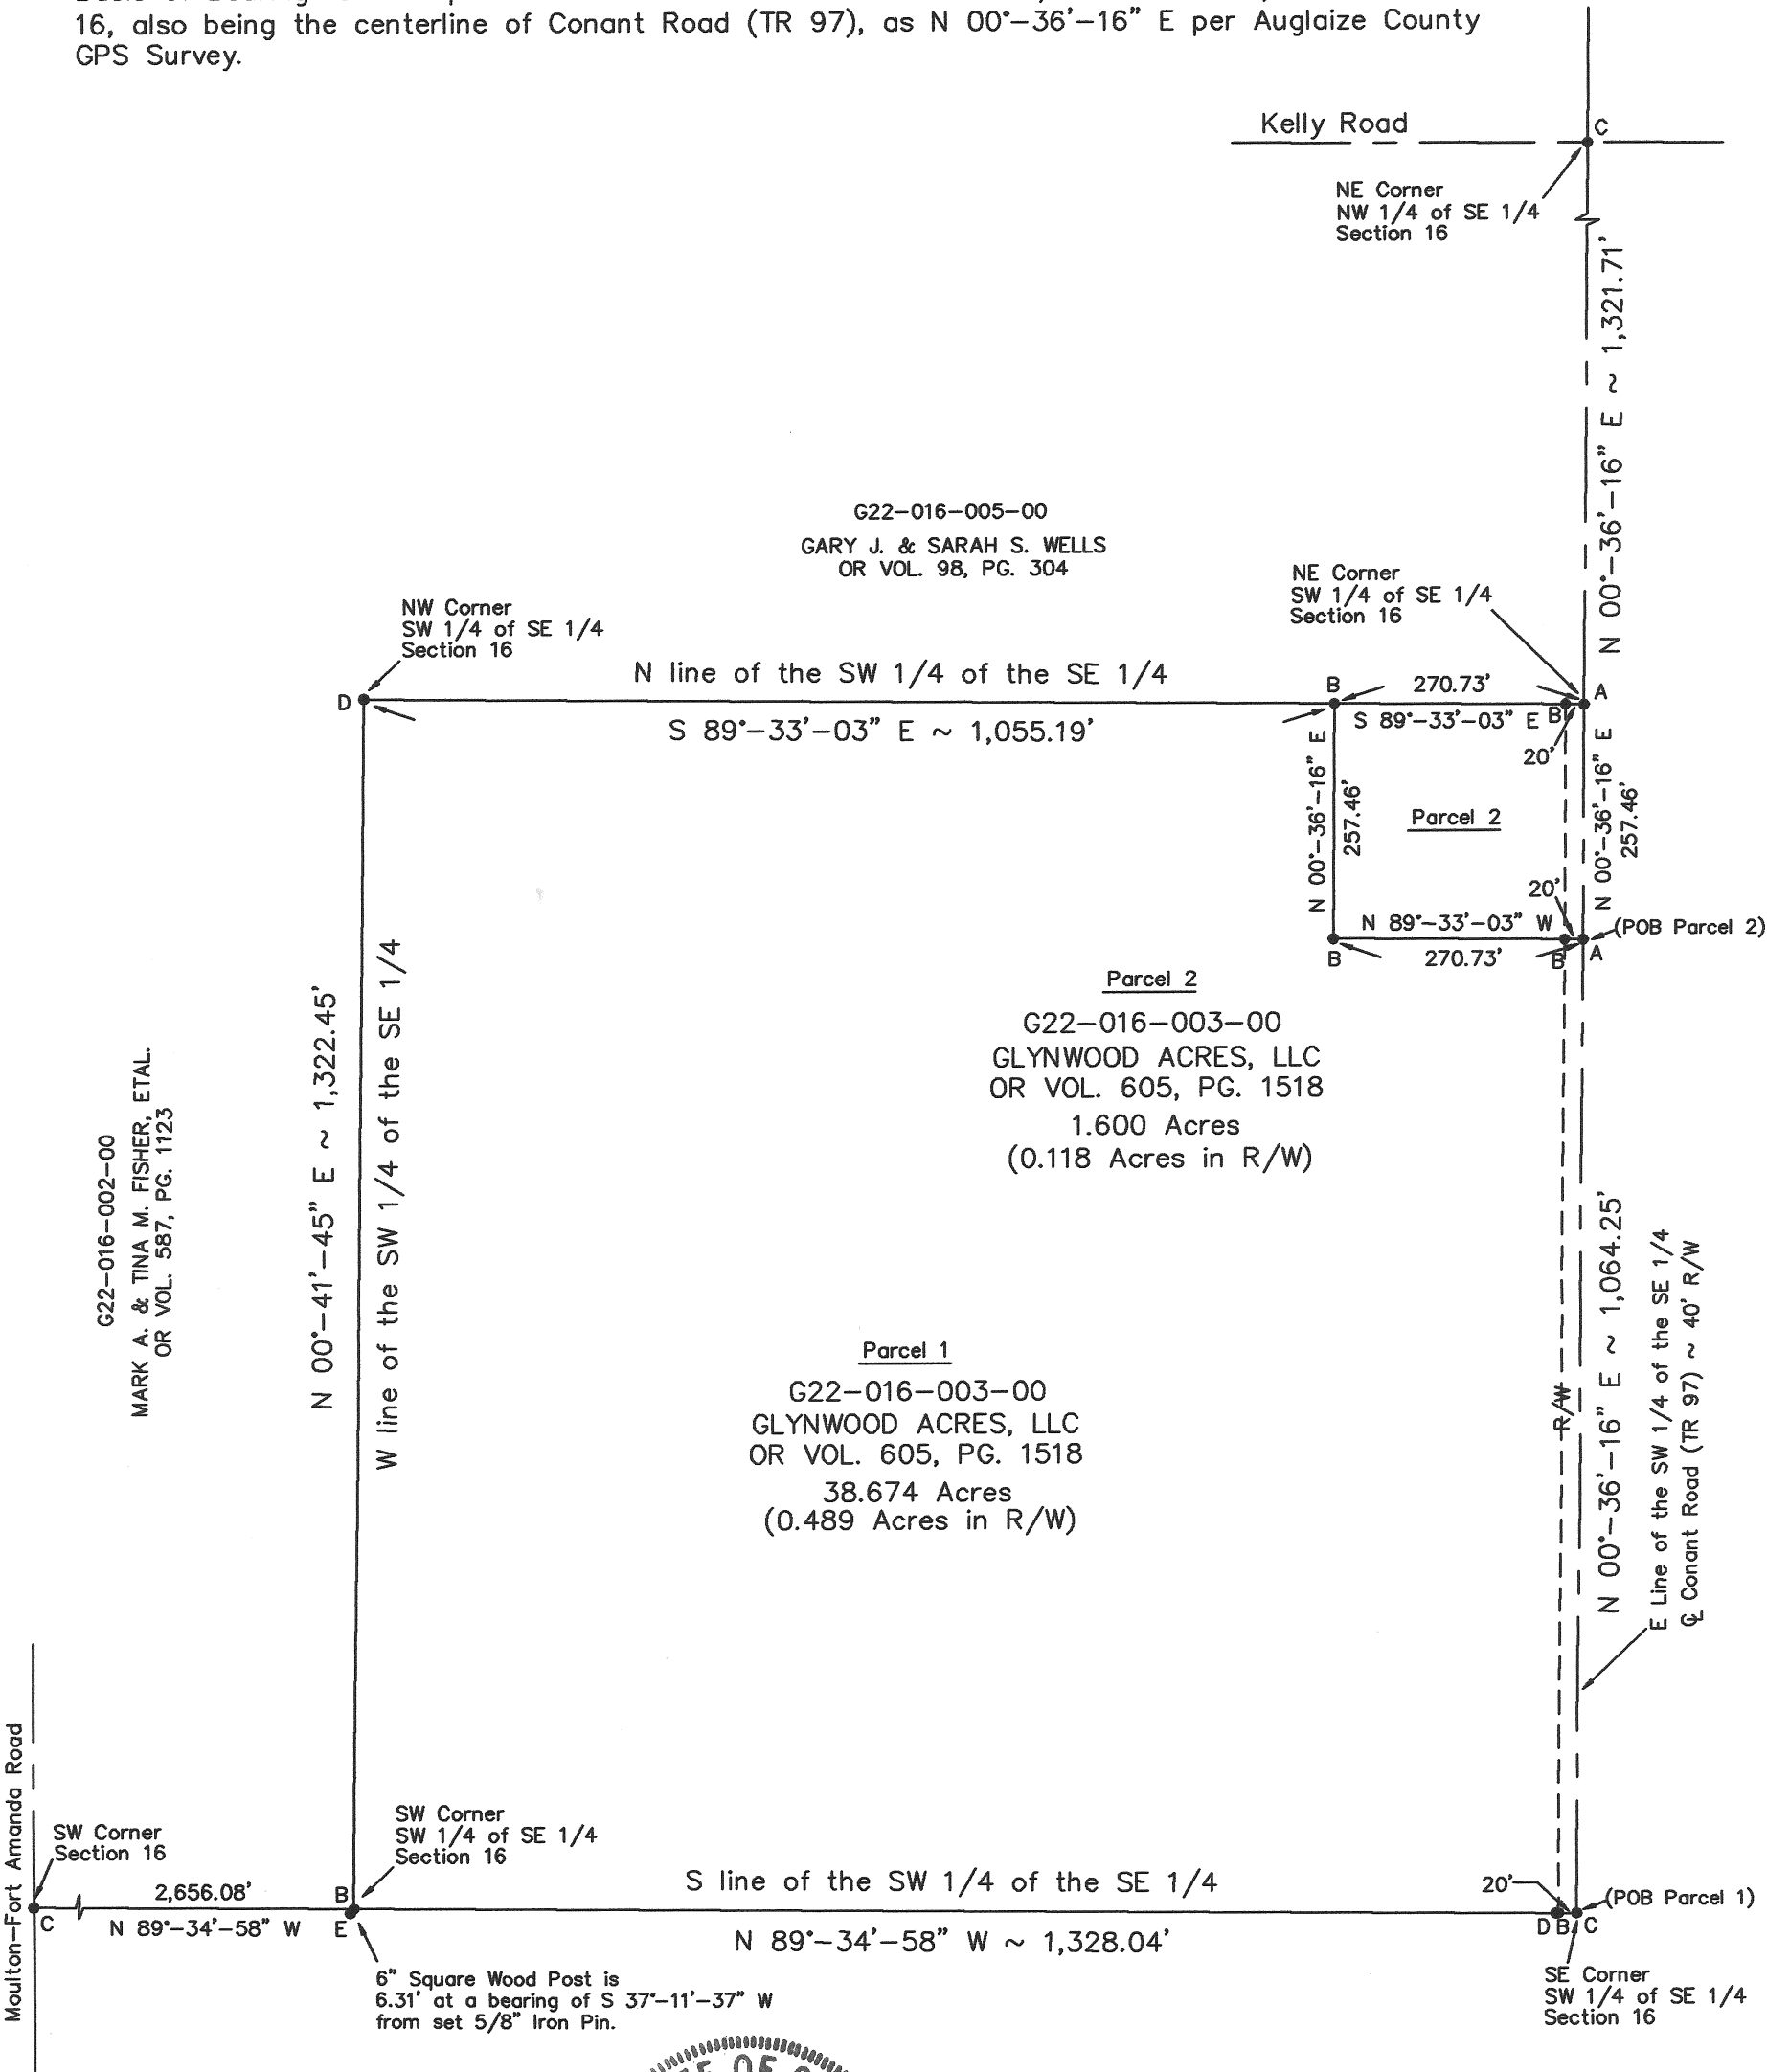 16, also being the centerline of Conant Road (TR 97), as N 00°-36'-16" E per Auglaize County
GPS Survey.
Kelly Road
C
NE Corner
NW 1/4 of SE 1/4
Section 16
N 00°-36'-16" E ~ 1,321.71'
G22-016-005-00
GARY J. & SARAH S. WELLS
OR VOL. 98, PG. 304
NE Corner
SW 1/4 of SE 1/4
Section 16
NW Corner
SW 1/4 of SE 1/4
Section 16
N line of the SW 1/4 of the SE 1/4
D
S 89°-33'-03" E ~ 1,055.19'
B
270.73'
A
S 89°-33'-03" E
B
20'
N 00°-36'-16" E
257.46'
Parcel 2
N 00°-36'-16" E
257.46'
20'
N 89°-33'-03" W
(POB Parcel 2)
B
270.73'
B
A
Parcel 2
G22-016-003-00
GLYNWOOD ACRES, LLC
OR VOL. 605, PG. 1518
1.600 Acres
(0.118 Acres in R/W)
G22-016-002-00
MARK A. & TINA M. FISHER, ETAL.
OR VOL. 587, PG. 1123
N 00°-41'-45" E ~ 1,322.45'
W line of the SW 1/4 of the SE 1/4
Parcel 1
G22-016-003-00
GLYNWOOD ACRES, LLC
OR VOL. 605, PG. 1518
38.674 Acres
(0.489 Acres in R/W)
R/W
N 00°-36'-16" E ~ 1,064.25'
E Line of the SW 1/4 of the SE 1/4
℄ Conant Road (TR 97) ~ 40' R/W
Moulton-Fort Amanda Road
SW Corner
Section 16
SW Corner
SW 1/4 of SE 1/4
Section 16
2,656.08'
C
N 89°-34'-58" W
B
E
S line of the SW 1/4 of the SE 1/4
N 89°-34'-58" W ~ 1,328.04'
20'
(POB Parcel 1)
D B C
6" Square Wood Post is
6.31' at a bearing of S 37°-11'-37" W
from set 5/8" Iron Pin.
SE Corner
SW 1/4 of SE 1/4
Section 16
OF